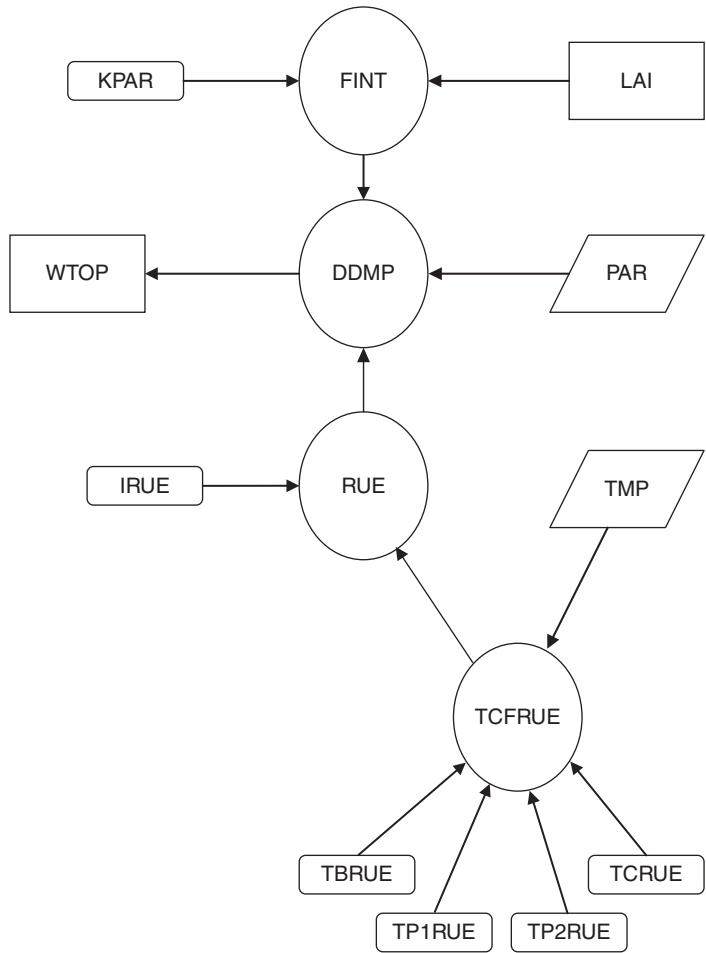 KPAR
FINT
LAI
WTOP
DDMP
PAR
IRUE
RUE
TMP
TCFRUE
TBRUE
TCRUE
TP1RUE
TP2RUE